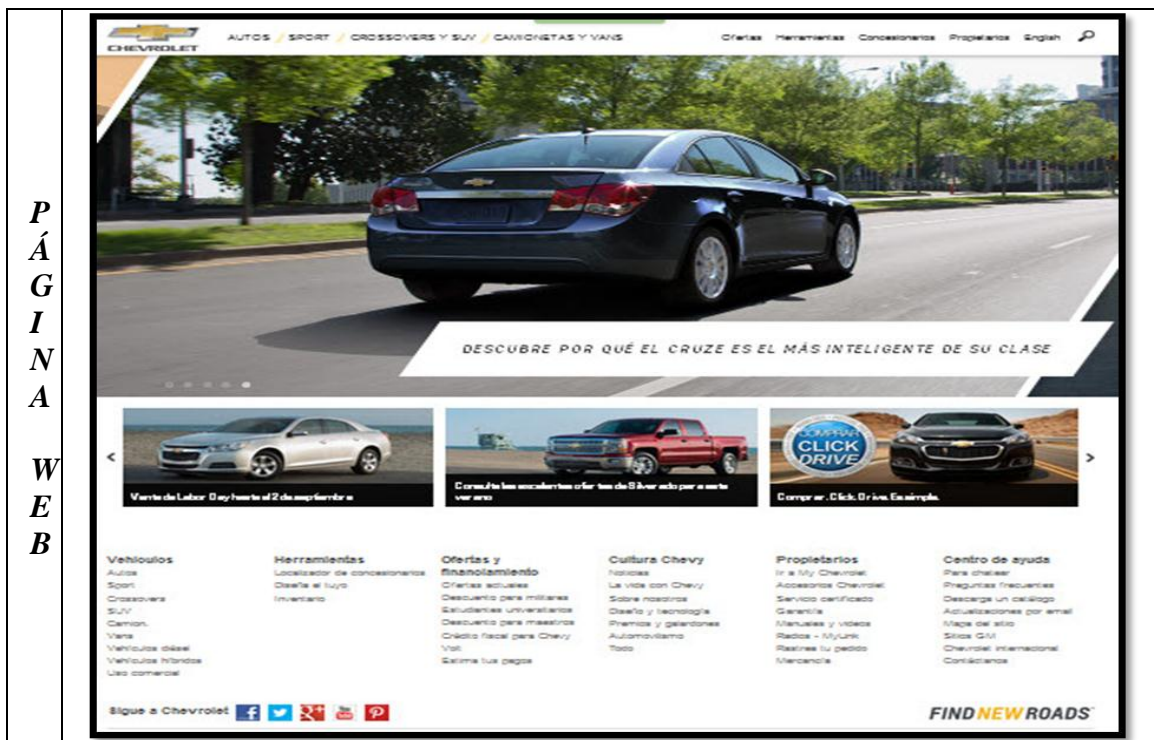 PÁGINA WEB
CHEVROLET
AUTOS / SPORT / CROSSOVERS Y SUV / CAMIONETAS Y VANS
Ofertas Herramientas Concesionarios Propietarios English
DESCUBRE POR QUÉ EL CRUZE ES EL MÁS INTELIGENTE DE SU CLASE
Venta de Labor Day hasta el 2 de septiembre
Consulta las excelentes ofertas de Silverado para este
verano
COMPRAR
CLICK
DRIVE
Comprar. Click. Drive. Es simple.
Vehículos
Autos
Sport
Crossovers
SUV
Camion.
Vans
Vehículos diésel
Vehículos híbridos
Uso comercial
Herramientas
Localizador de concesionarios
Diseña el tuyo
Inventario
Ofertas y
financiamiento
Ofertas actuales
Descuento para militares
Estudiantes universitarios
Descuento para maestros
Crédito fiscal para Chevy
Volt
Estima tus pagos
Cultura Chevy
Noticias
La vida con Chevy
Sobre nosotros
Diseño y tecnología
Premios y galardones
Automovilismo
Todo
Propietarios
Ir a My Chevrolet
Accesorios Chevrolet
Servicio certificado
Garantía
Manuales y videos
Radios - MyLink
Rastrea tu pedido
Mercancía
Centro de ayuda
Para chatear
Preguntas frecuentes
Descarga un catálogo
Actualizaciones por email
Mapa del sitio
Sitios GM
Chevrolet internacional
Contáctanos
Sigue a Chevrolet
FIND NEW ROADS